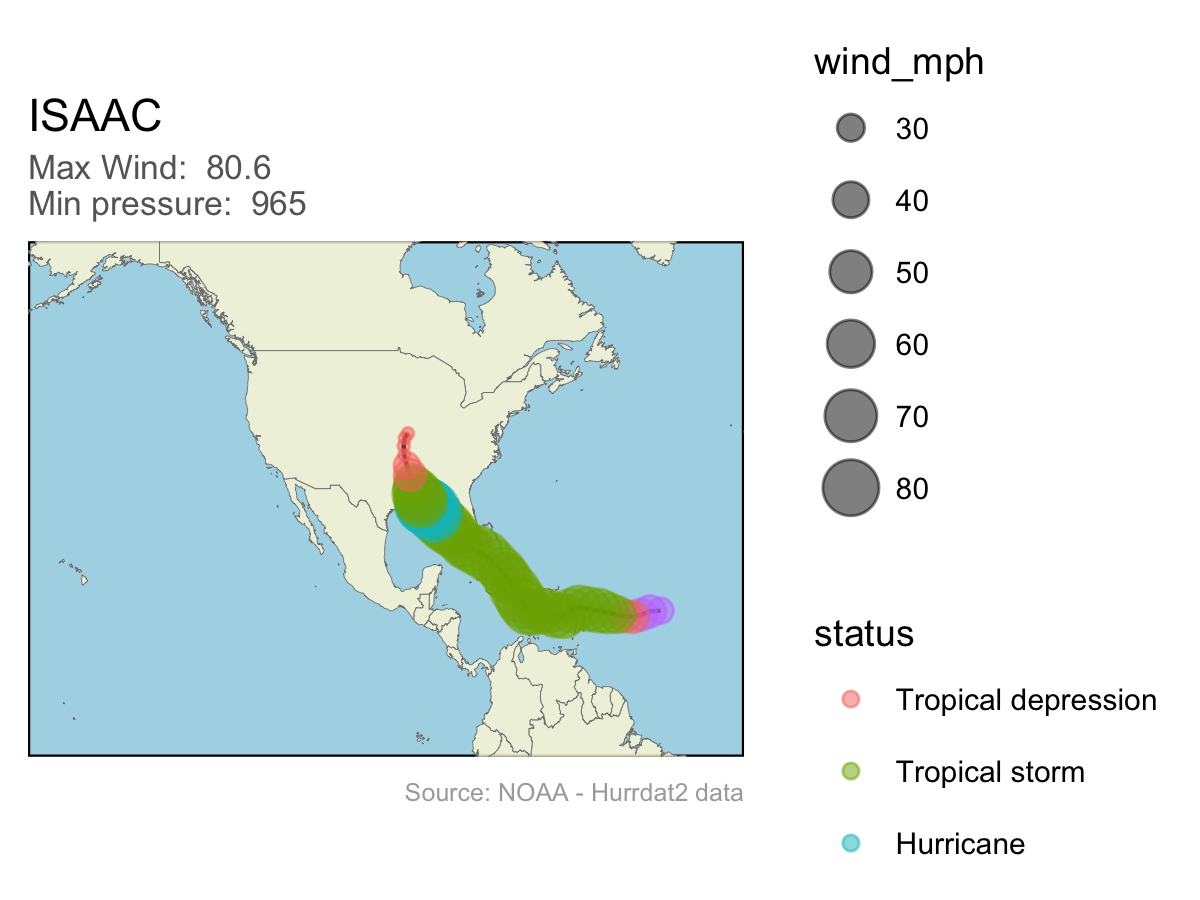 ISAAC
Max Wind:  80.6
Min pressure:  965
Source: NOAA - Hurrdat2 data
wind_mph
30
40
50
60
70
80
status
Tropical depression
Tropical storm
Hurricane